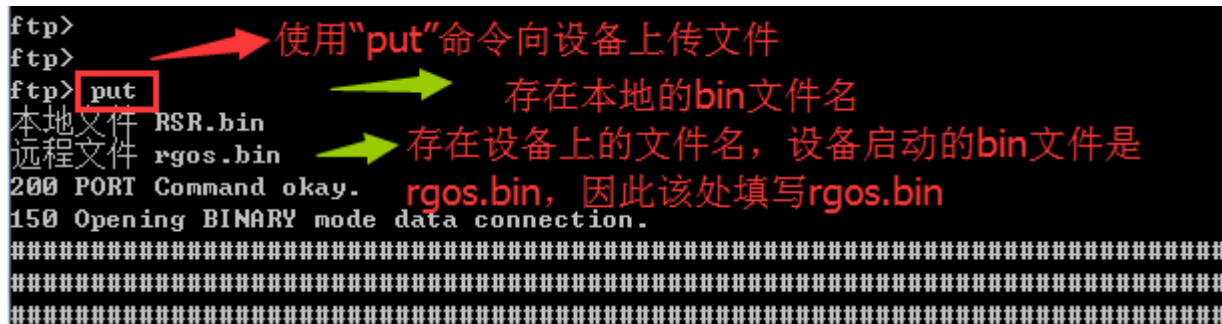 ftp>
使用“put”命令向设备上传文件
ftp>
ftp> put
存在本地的bin文件名
本地文件 RSR.bin
远程文件 rgos.bin
存在设备上的文件名，设备启动的bin文件是
rgos.bin，因此该处填写rgos.bin
200 PORT Command okay.
150 Opening BINARY mode data connection.
############################################################################
############################################################################
############################################################################